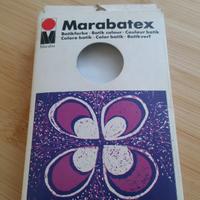 Marabatex
Batikfarbe · Batik colour · Couleur batik
Colore batik · Color batik · Batikverf
Marabu